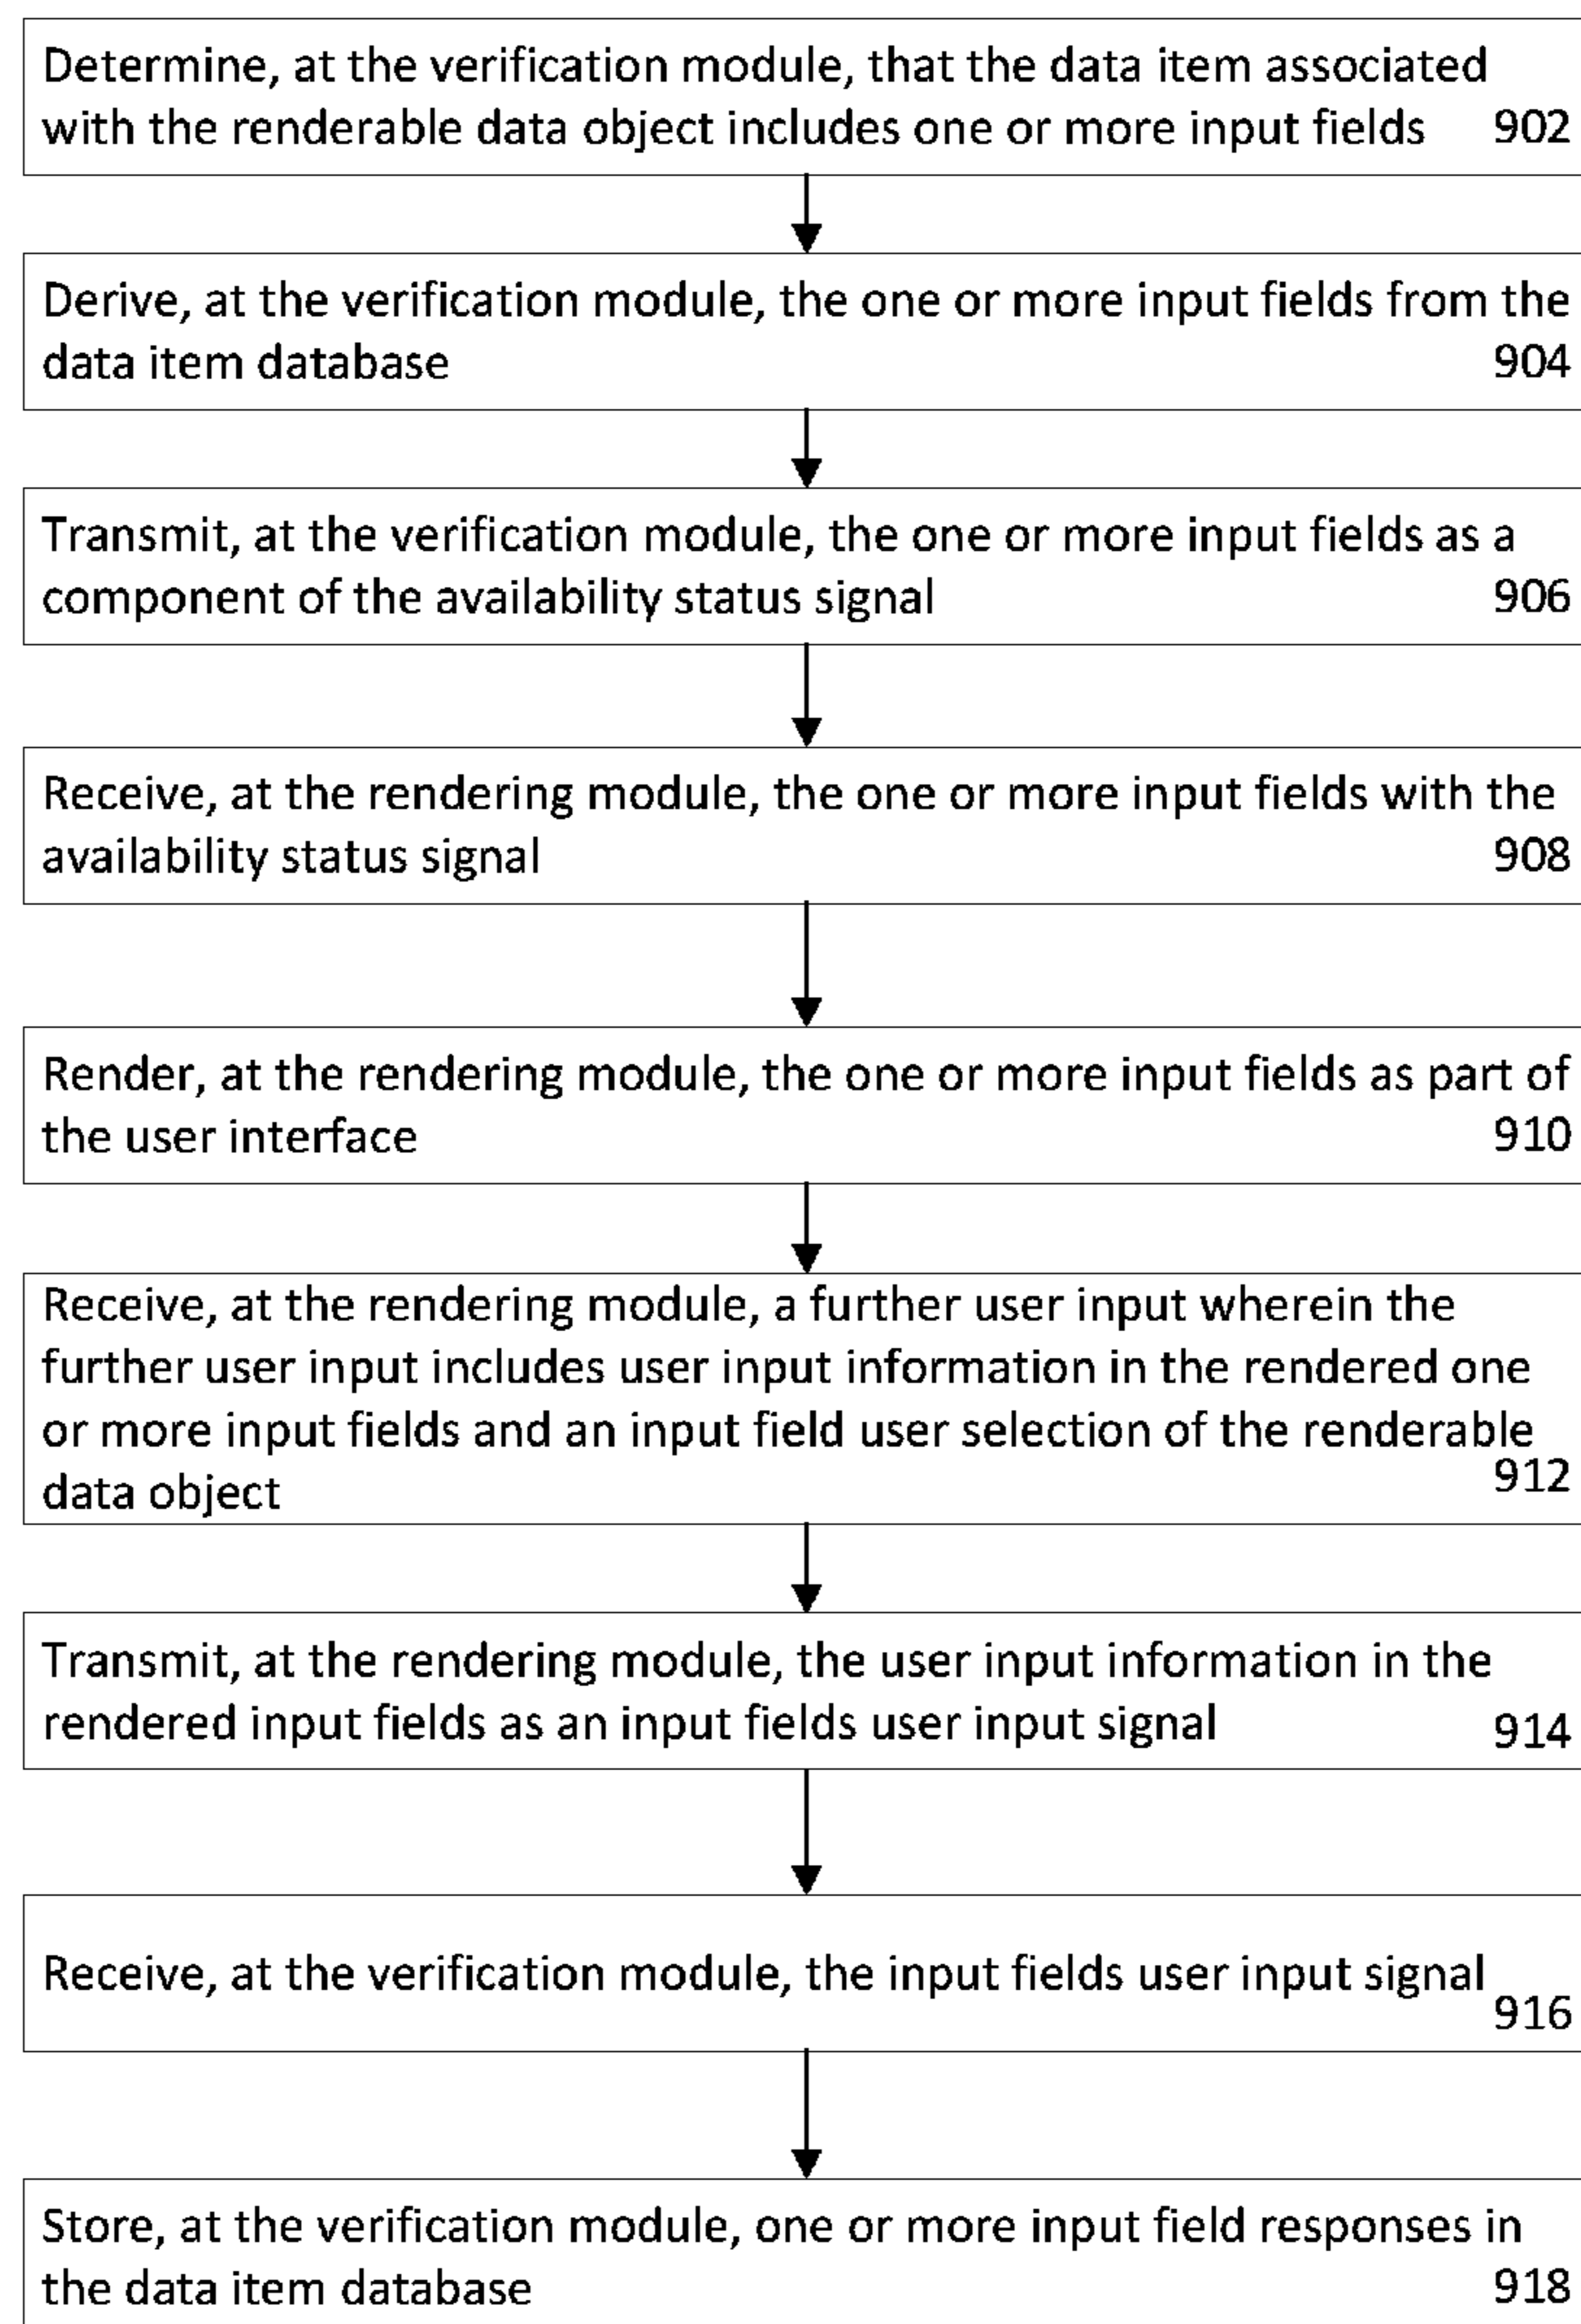 Determine, at the verification module, that the data item associated
with the renderable data object includes one or more input fields 902
Derive, at the verification module, the one or more input fields from the
data item database 904
Transmit, at the verification module, the one or more input fields as a
component of the availability status signal 906
Receive, at the rendering module, the one or more input fields with the
availability status signal 908
Render, at the rendering module, the one or more input fields as part of
the user interface 910
Receive, at the rendering module, a further user input wherein the
further user input includes user input information in the rendered one
or more input fields and an input field user selection of the renderable
data object 912
Transmit, at the rendering module, the user input information in the
rendered input fields as an input fields user input signal 914
Receive, at the verification module, the input fields user input signal
916
Store, at the verification module, one or more input field responses in
the data item database 918